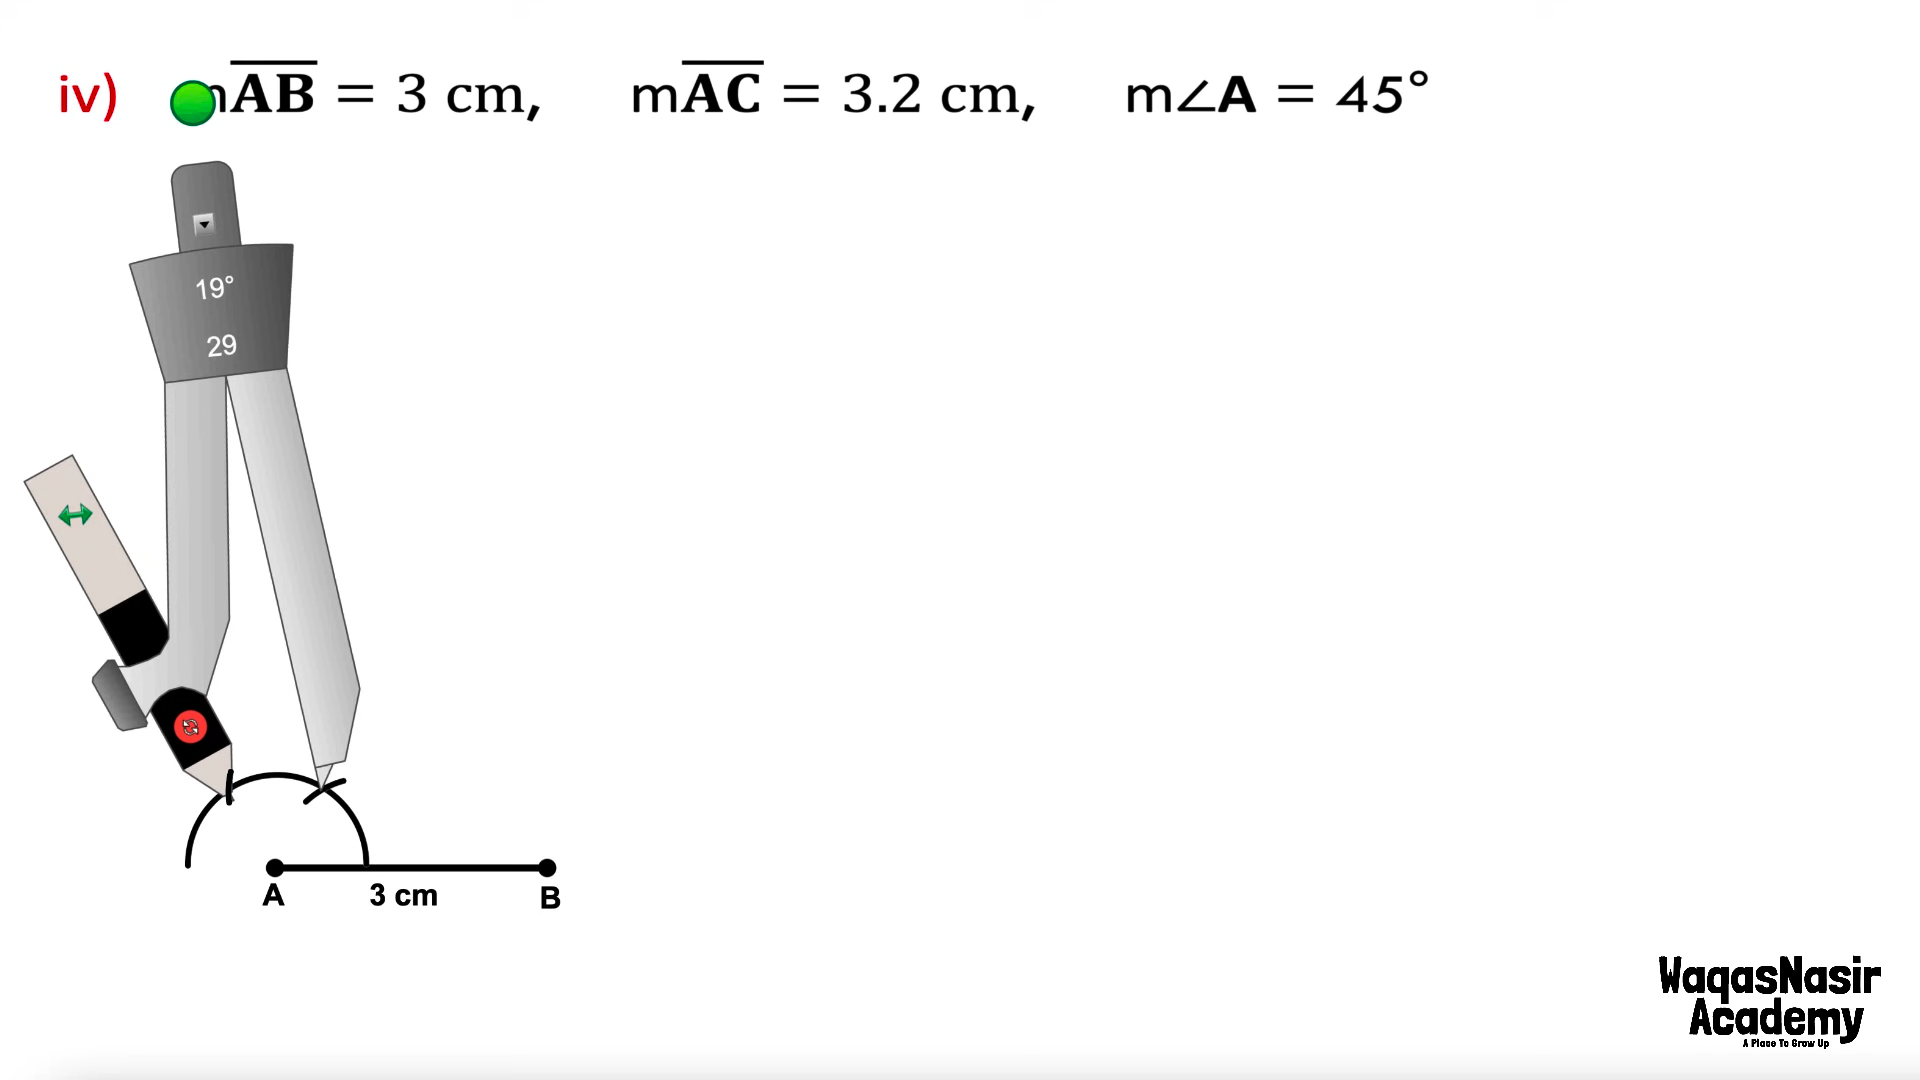 iv) mAB = 3 cm, mAC = 3.2 cm, m∠A = 45°
19°
29
3 cm
A B
WaqasNasir
Academy
A Place To Grow Up